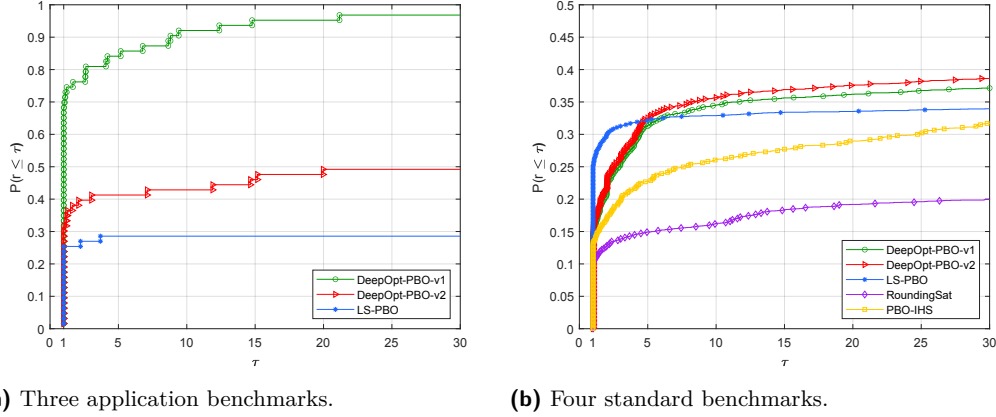 1
0.9
0.8
0.7
0.6
0.5
0.4
0.3
0.2
0.1
0
P(r ≤ τ)
0 1 5 10 15 20 25 30
τ
DeepOpt-PBO-v1
DeepOpt-PBO-v2
LS-PBO
0.5
0.45
0.4
0.35
0.3
0.25
0.2
0.15
0.1
0.05
0
P(r ≤ τ)
0 1 5 10 15 20 25 30
τ
DeepOpt-PBO-v1
DeepOpt-PBO-v2
LS-PBO
RoundingSat
PBO-IHS
) Three application benchmarks.
(b) Four standard benchmarks.